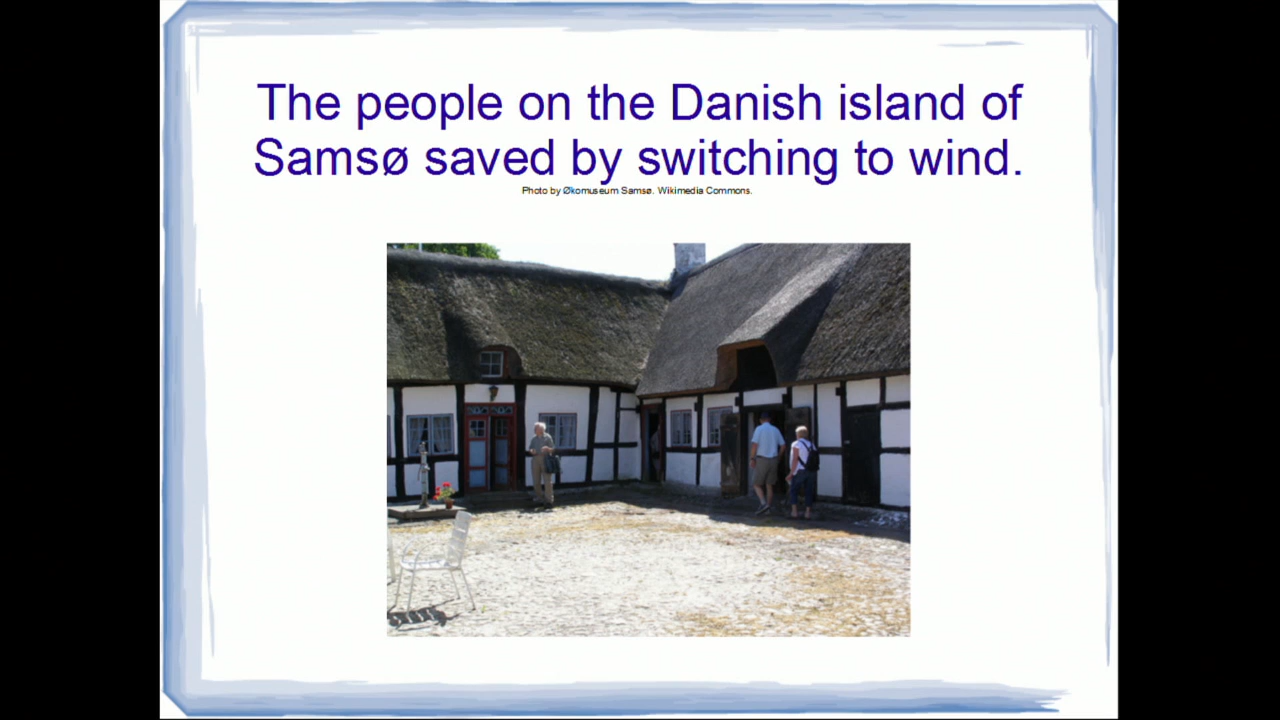 The people on the Danish island of
Samsø saved by switching to wind.
Photo by Økomuseum Samsø. Wikimedia Commons.